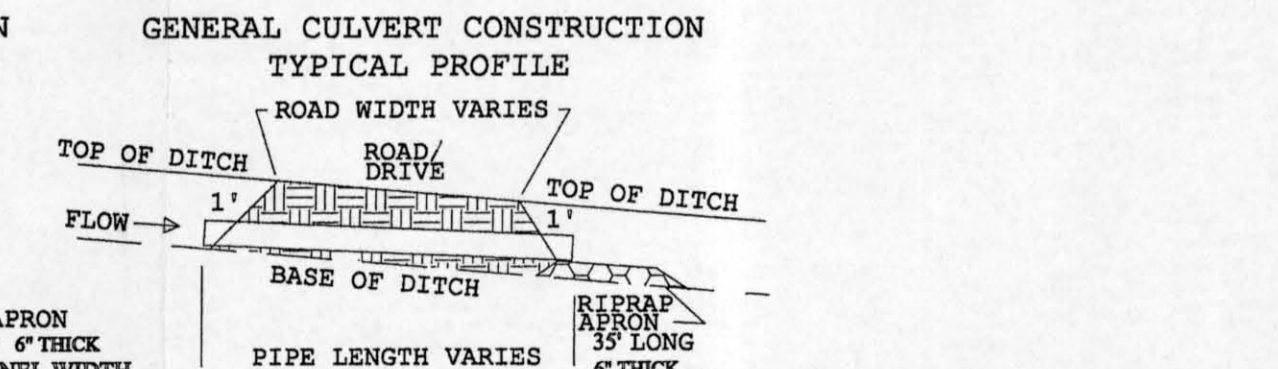 N
GENERAL CULVERT CONSTRUCTION
TYPICAL PROFILE
ROAD WIDTH VARIES
TOP OF DITCH
ROAD/
DRIVE
TOP OF DITCH
1'
1'
FLOW
BASE OF DITCH
RIPRAP
APRON
35' LONG
6" THICK
PIPE LENGTH VARIES
APRON
6" THICK
WIDTH